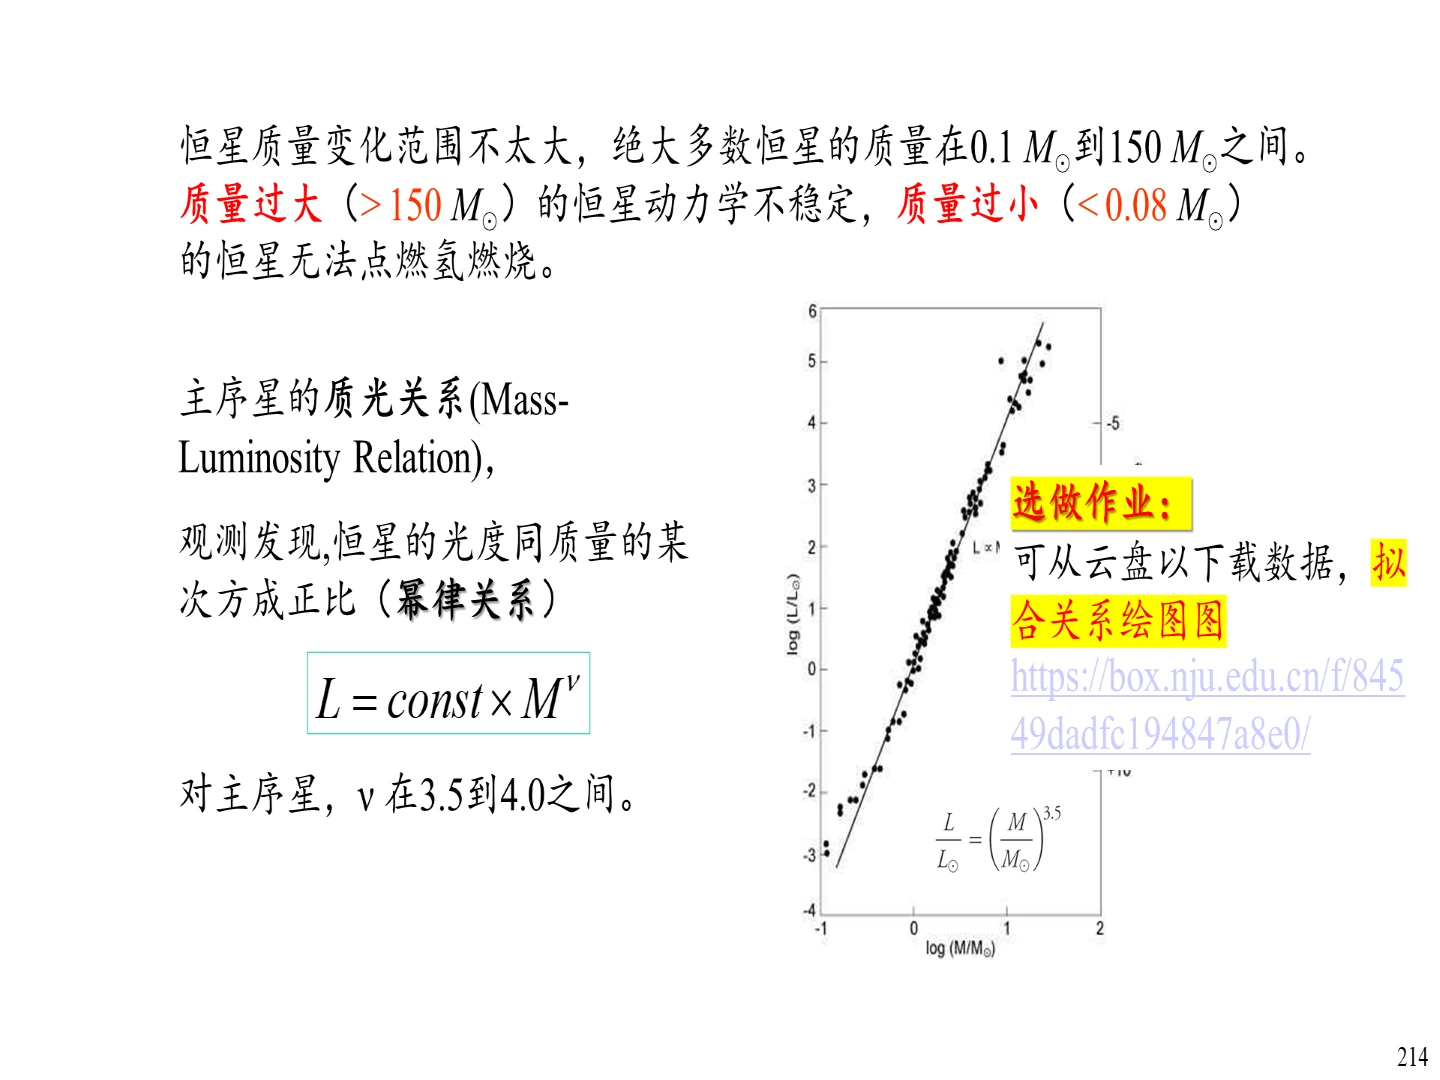 恒星质量变化范围不太大，绝大多数恒星的质量在0.1 M☉到150 M☉之间。
质量过大（> 150 M☉）的恒星动力学不稳定，质量过小（< 0.08 M☉）
的恒星无法点燃氢燃烧。
主序星的质光关系(Mass-
Luminosity Relation)，
观测发现,恒星的光度同质量的某
次方成正比（幂律关系）
L = const × M^ν
对主序星，ν 在3.5到4.0之间。
6
5
4
3
2
1
0
-1
-2
-3
-4
log (L/L☉)
-1 0 1 2
log (M/M☉)
-5
+10
L ∝ M
L/L☉ = (M/M☉)^3.5
选做作业：
可从云盘以下载数据，拟
合关系绘图图
https://box.nju.edu.cn/f/845
49dadfc194847a8e0/
214